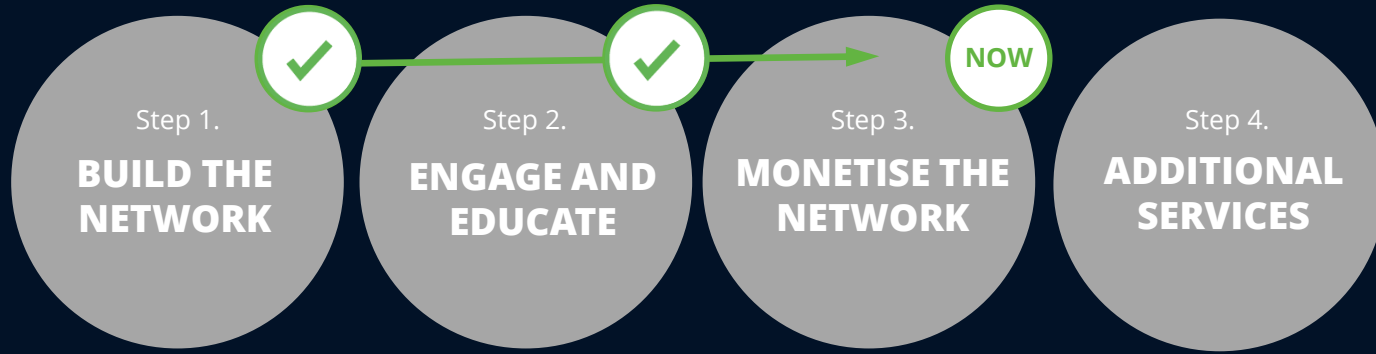 Step 1.
BUILD THE
NETWORK
Step 2.
ENGAGE AND
EDUCATE
Step 3.
MONETISE THE
NETWORK
NOW
Step 4.
ADDITIONAL
SERVICES